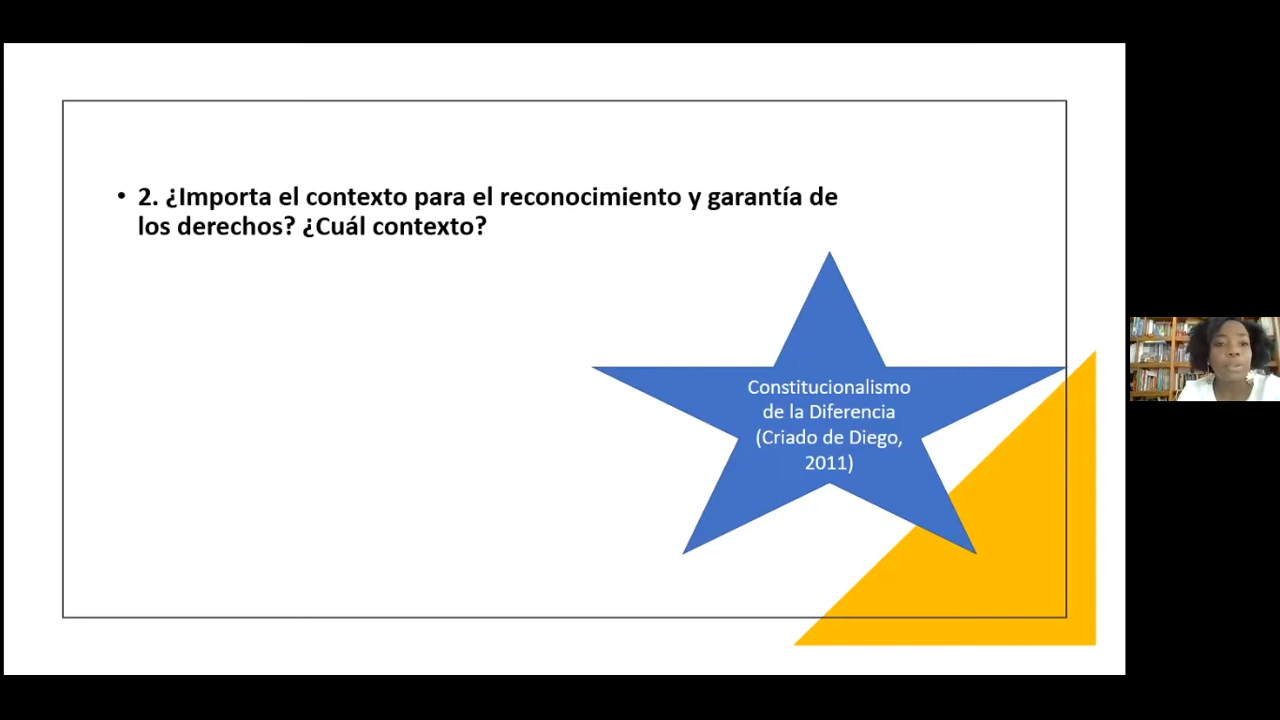 • 2. ¿Importa el contexto para el reconocimiento y garantía de
los derechos? ¿Cuál contexto?
Constitucionalismo
de la Diferencia
(Criado de Diego,
2011)